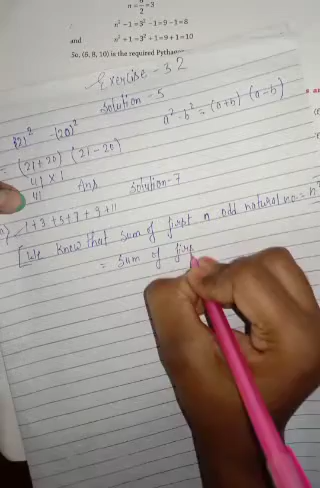 n = n/2 = 3
n² − 1 = 3² − 1 = 9 − 1 = 8
and n² + 1 = 3² + 1 = 9 + 1 = 10
So, (6, 8, 10) is the required
Exercise - 3.2
Solution - 5
(21)² - (20)²
a² - b² = (a+b) (a-b)
= (21+20) (21-20)
41 × 1
41 Ans
Solution-7
1+3+5+7+9+11
[We know that sum of first n odd natural no. = n²
= Sum of firs